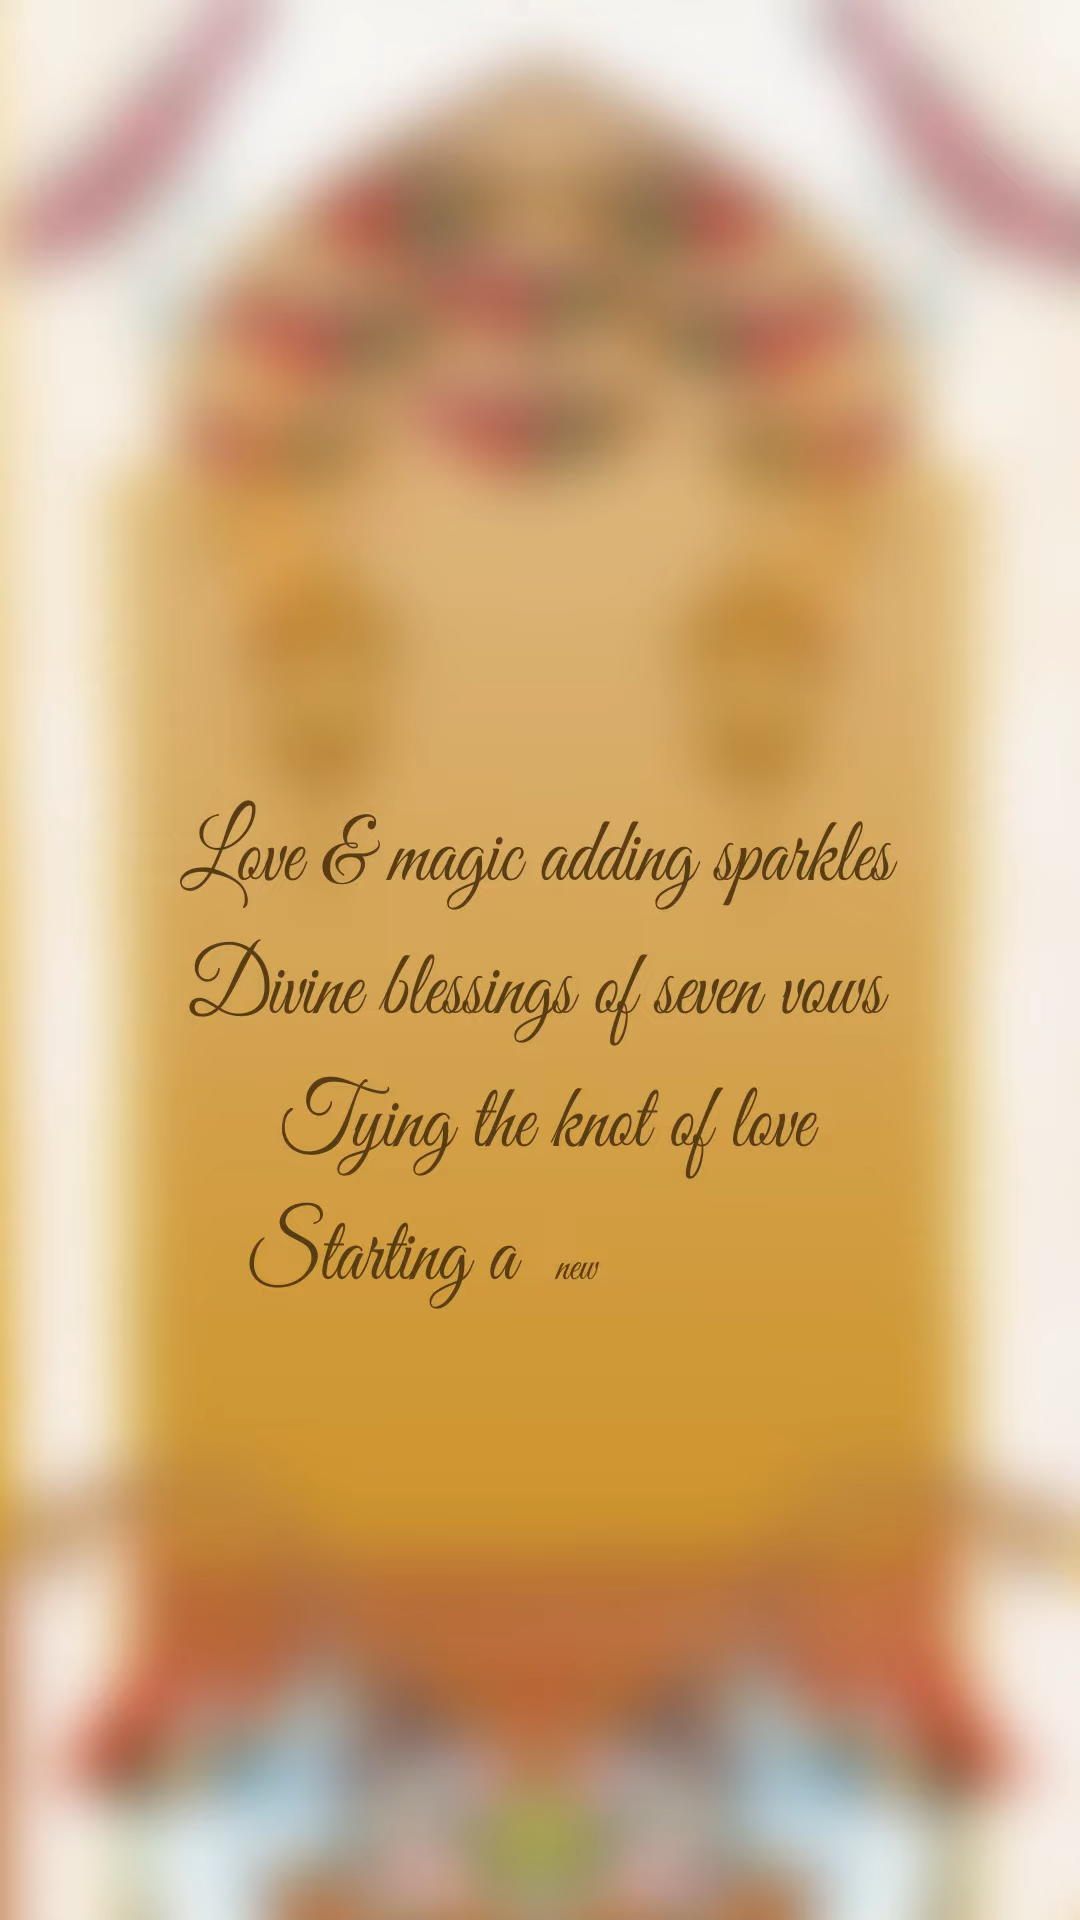 Love & magic adding sparkles
Divine blessings of seven vows
Tying the knot of love
Starting a new